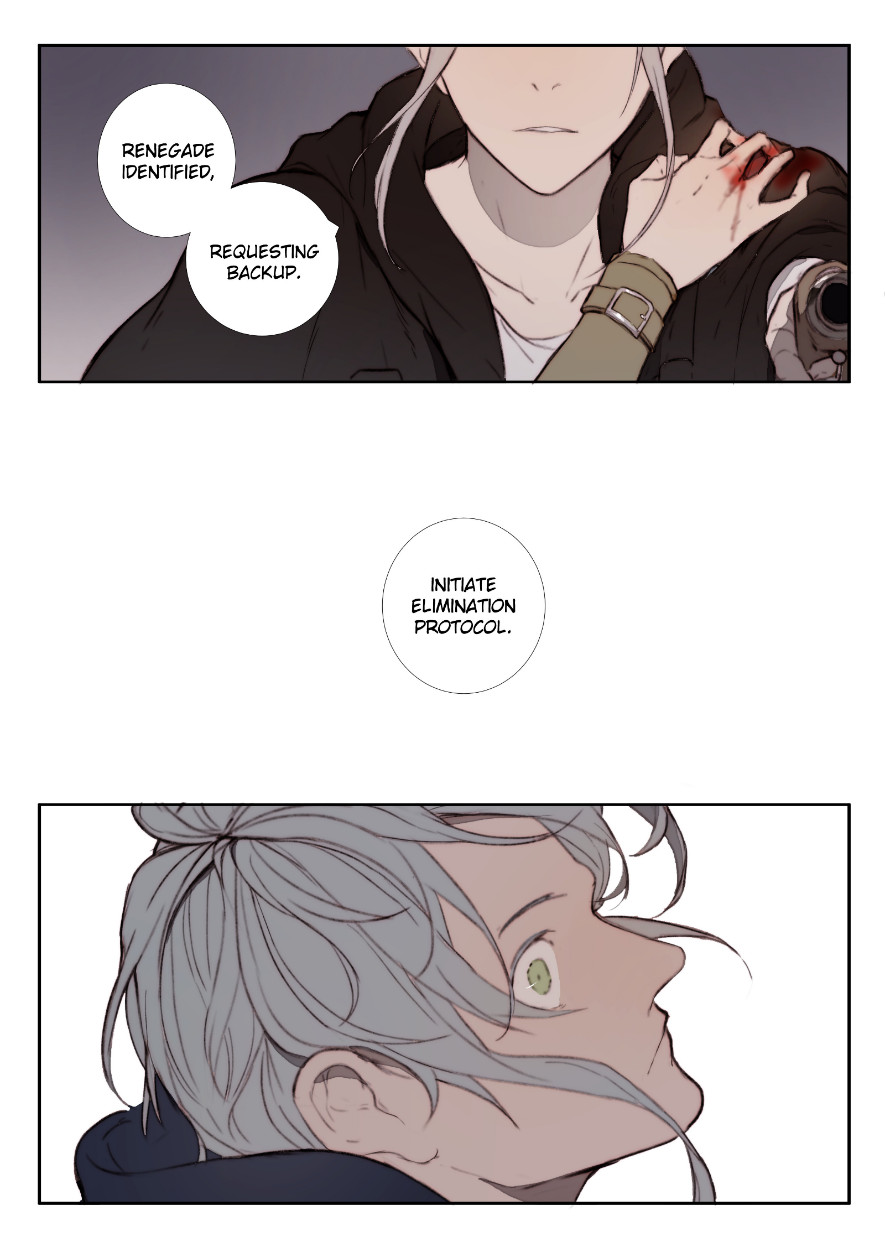 RENEGADE
IDENTIFIED,
REQUESTING
BACKUP.
INITIATE
ELIMINATION
PROTOCOL.